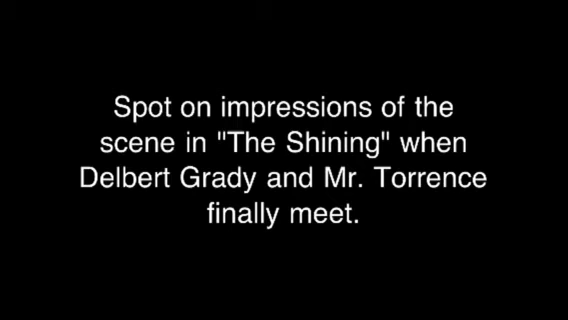 Spot on impressions of the
scene in "The Shining" when
Delbert Grady and Mr. Torrence
finally meet.